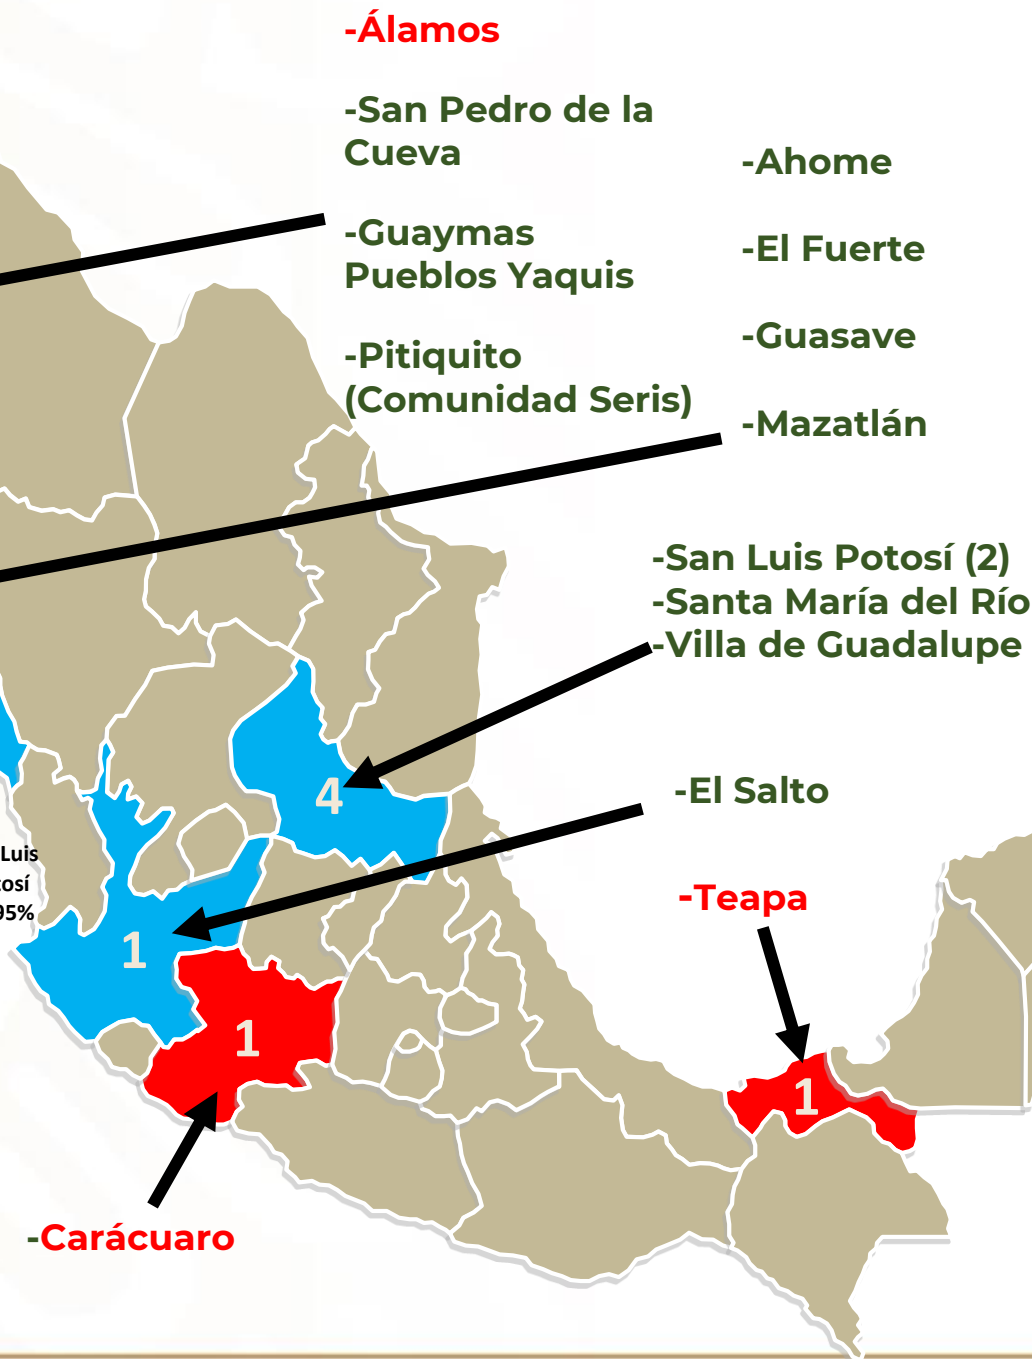 -Álamos
-San Pedro de la
Cueva
-Guaymas
Pueblos Yaquis
-Pitiquito
(Comunidad Seris)
-Ahome
-El Fuerte
-Guasave
-Mazatlán
-San Luis Potosí (2)
-Santa María del Río
-Villa de Guadalupe
4
-El Salto
Luis
tosí
95%
1
-Teapa
1
1
-Carácuaro